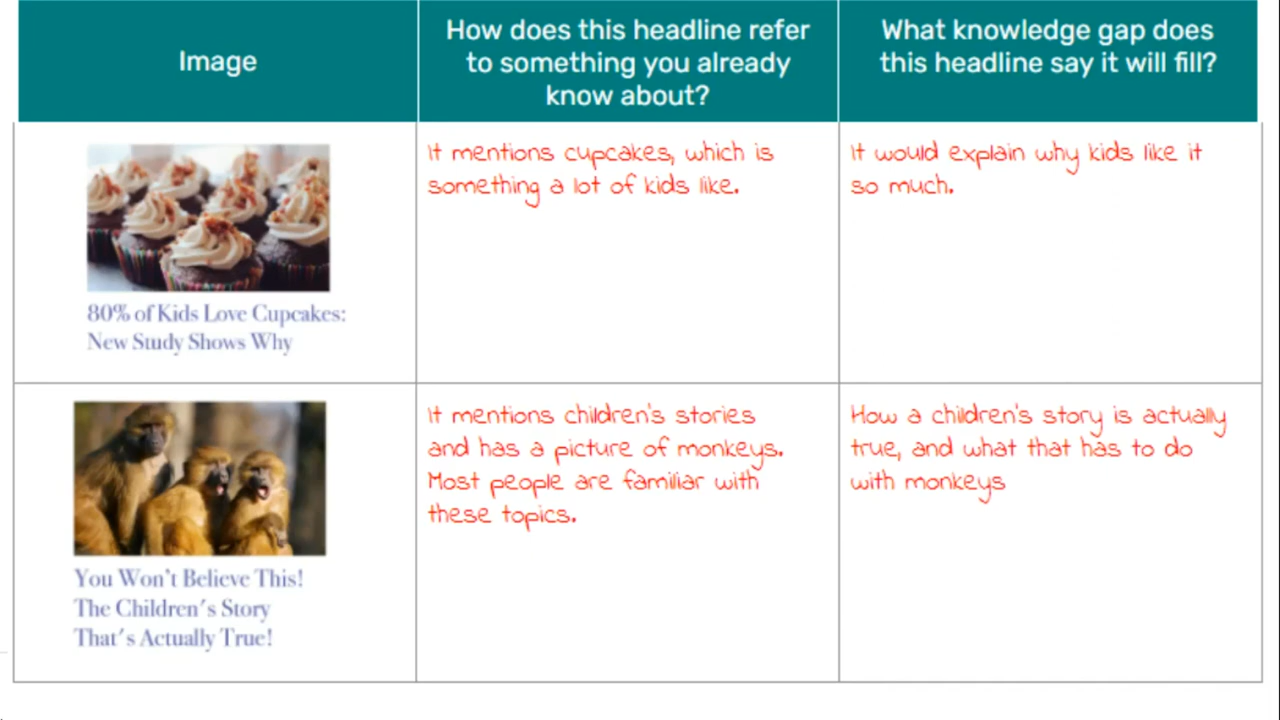 Image
How does this headline refer
to something you already
know about?
What knowledge gap does
this headline say it will fill?
80% of Kids Love Cupcakes:
New Study Shows Why
It mentions cupcakes, which is
something a lot of kids like.
It would explain why kids like it
so much.
You Won't Believe This!
The Children's Story
That's Actually True!
It mentions children's stories
and has a picture of monkeys.
Most people are familiar with
these topics.
How a children's story is actually
true, and what that has to do
with monkeys